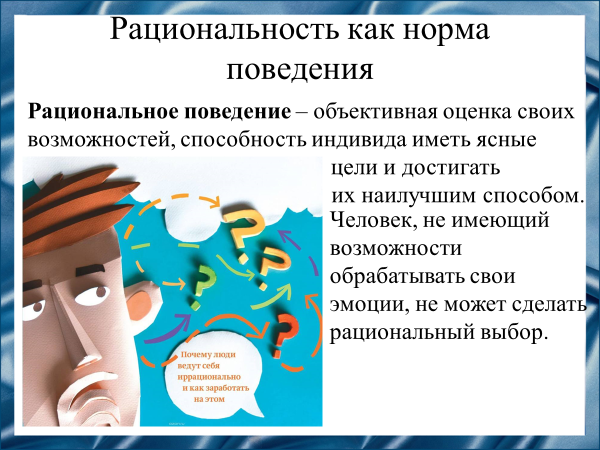 Рациональность как норма
поведения
Рациональное поведение – объективная оценка своих
возможностей, способность индивида иметь ясные
цели и достигать
их наилучшим способом.
Человек, не имеющий
возможности
обрабатывать свои
эмоции, не может сделать
рациональный выбор.
Почему люди
ведут себя
иррационально
и как заработать
на этом